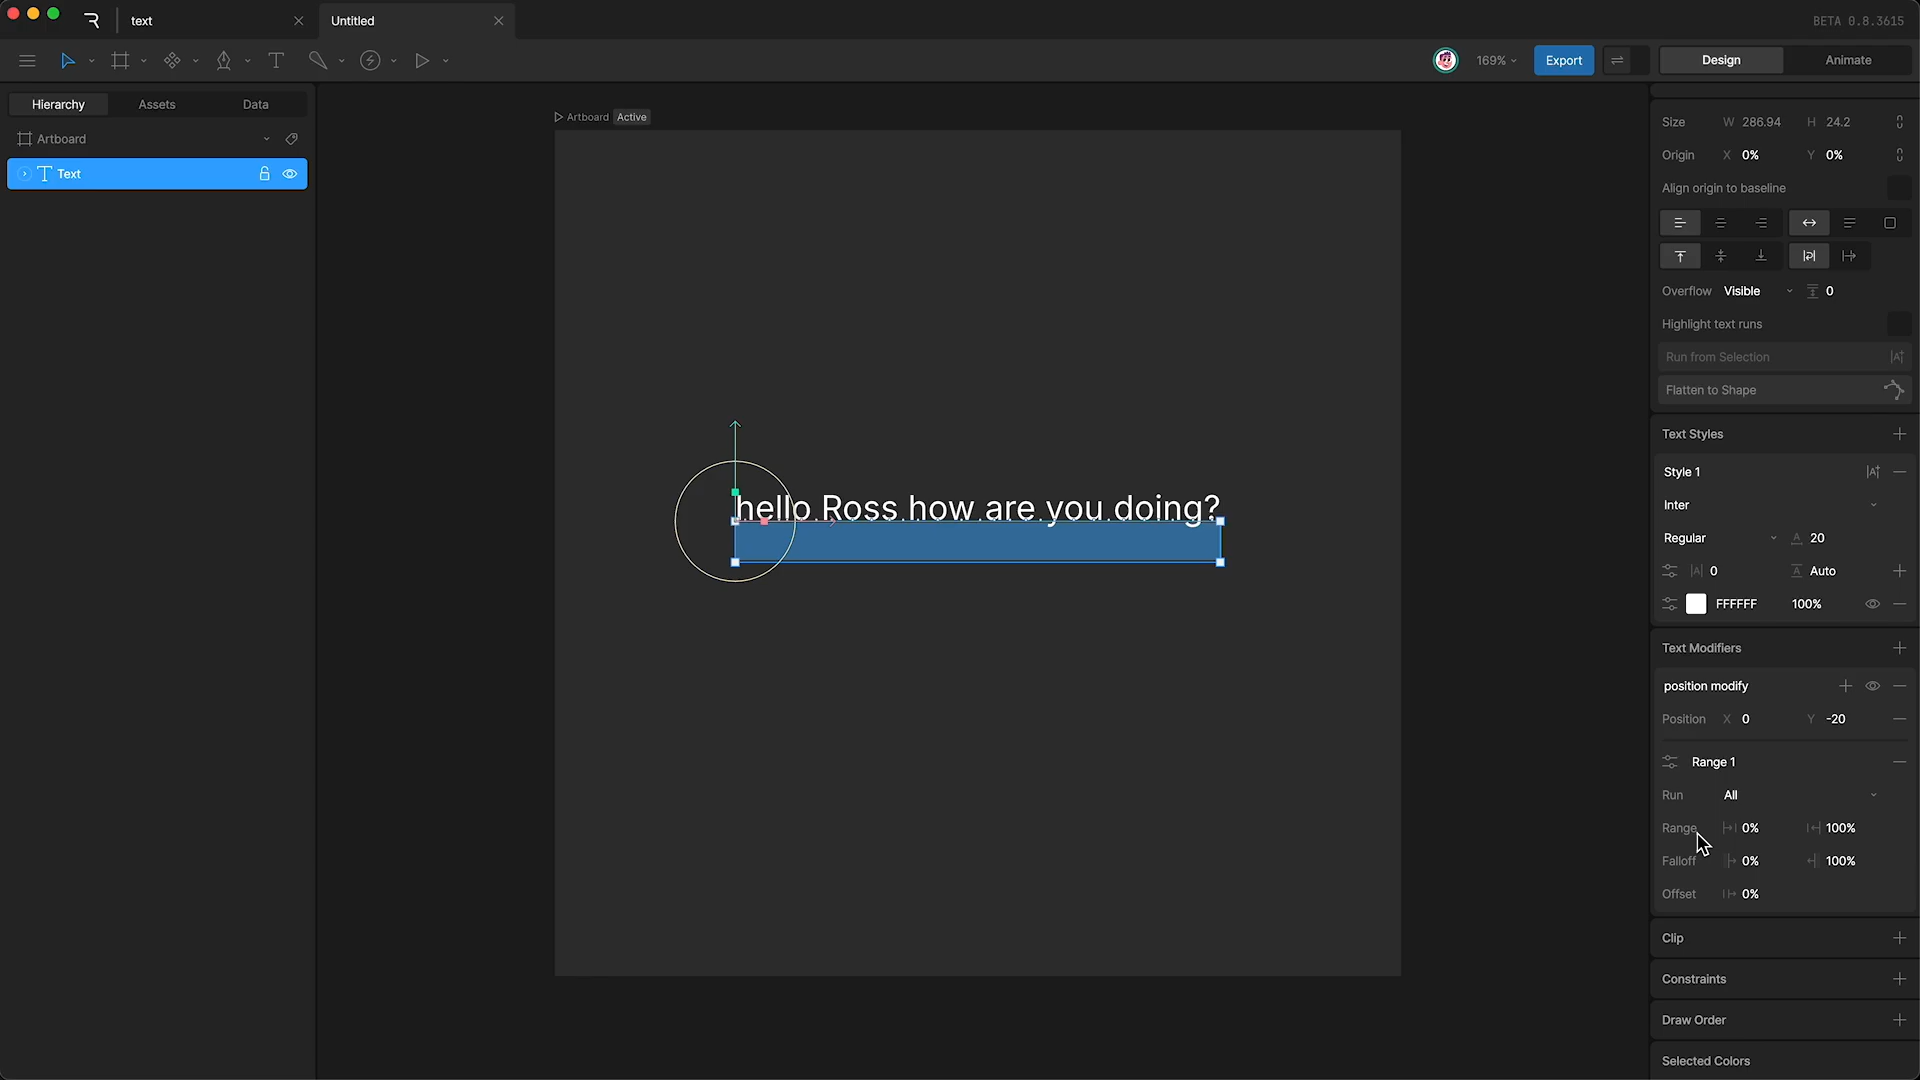 text
Untitled
BETA 0.8.3615
169%
Export
Design
Animate
Hierarchy
Assets
Data
Artboard
Text
Artboard Active
hello Ross how are you doing?
Size W 286.94 H 24.2
Origin X 0% Y 0%
Align origin to baseline
Overflow Visible 0
Highlight text runs
Run from Selection
Flatten to Shape
Text Styles
Style 1
Inter
Regular 20
0 Auto
FFFFFF 100%
Text Modifiers
position modify
Position X 0 Y -20
Range 1
Run All
Range 0% 100%
Falloff 0% 100%
Offset 0%
Clip
Constraints
Draw Order
Selected Colors